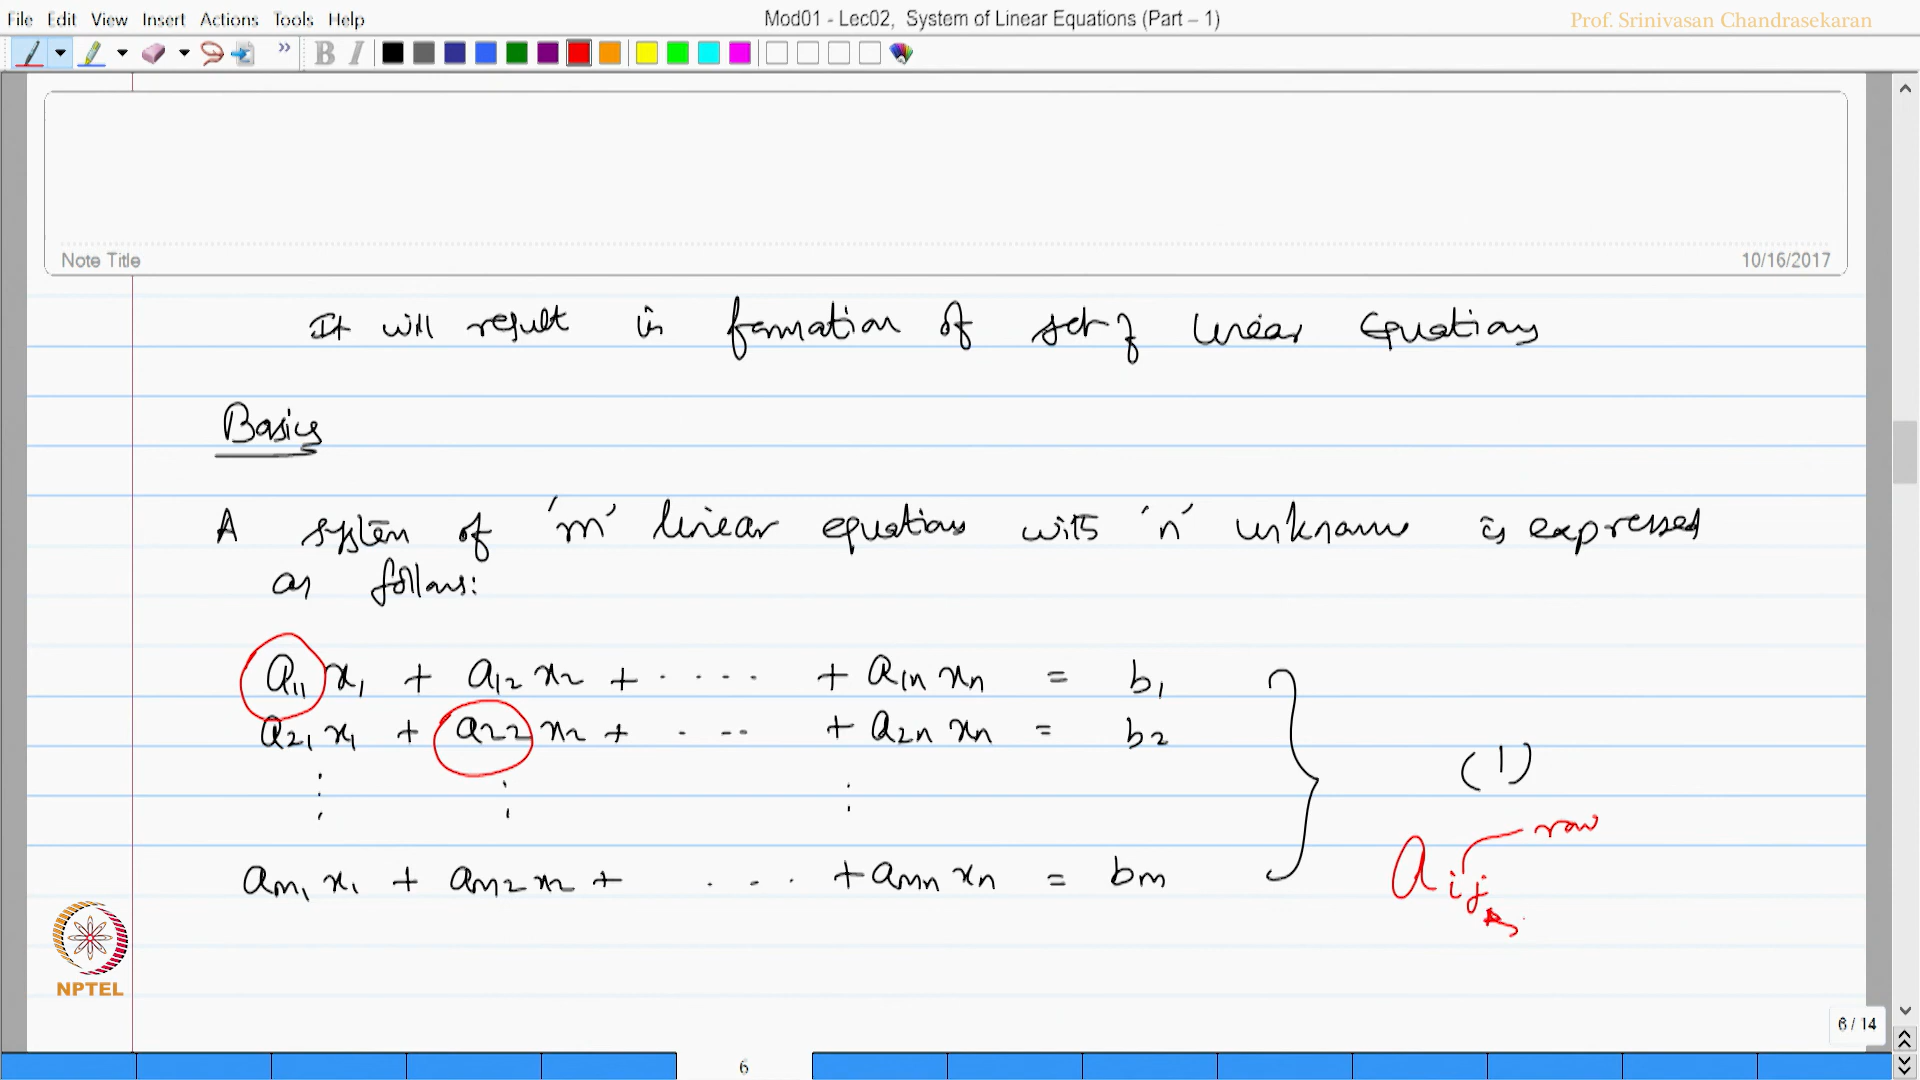 File Edit View Insert Actions Tools Help
Mod01 - Lec02, System of Linear Equations (Part – 1)
Prof. Srinivasan Chandrasekaran
B I
Note Title
10/16/2017
It will result in formation of set of linear Equations
Basics
A system of 'm' linear equations with 'n' unknowns is expressed
as follows:
a₁₁ x₁ + a₁₂ x₂ + ..... + a₁ₙ xₙ = b₁
a₂₁ x₁ + a₂₂ x₂ + . .. + a₂ₙ xₙ = b₂
(1)
row
aᵢⱼ
aₘ₁ x₁ + aₘ₂ x₂ + . ... + aₘₙ xₙ = bₘ
NPTEL
6 / 14
6